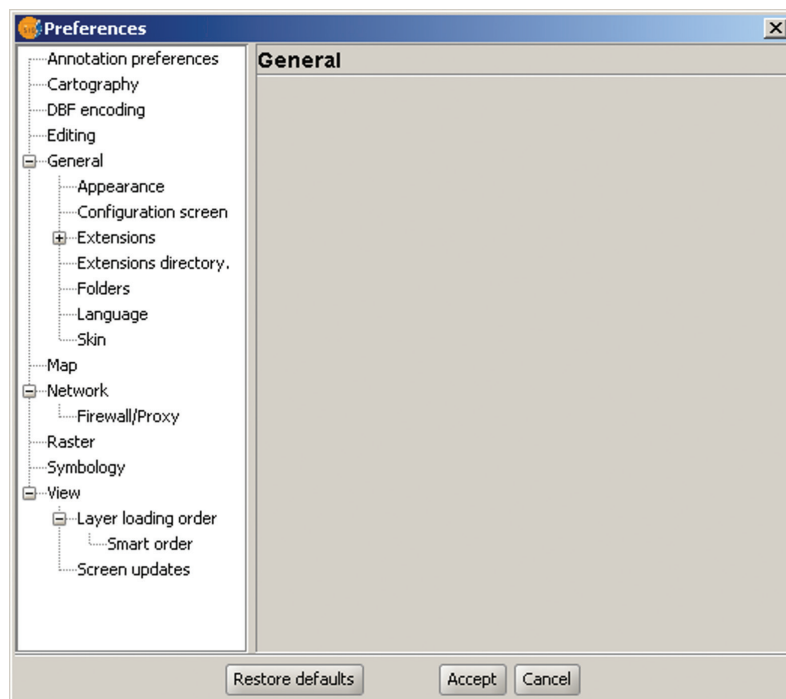 Preferences
Annotation preferences
Cartography
DBF encoding
Editing
General
Appearance
Configuration screen
Extensions
Extensions directory.
Folders
Language
Skin
Map
Network
Firewall/Proxy
Raster
Symbology
View
Layer loading order
Smart order
Screen updates
General
Restore defaults Accept Cancel